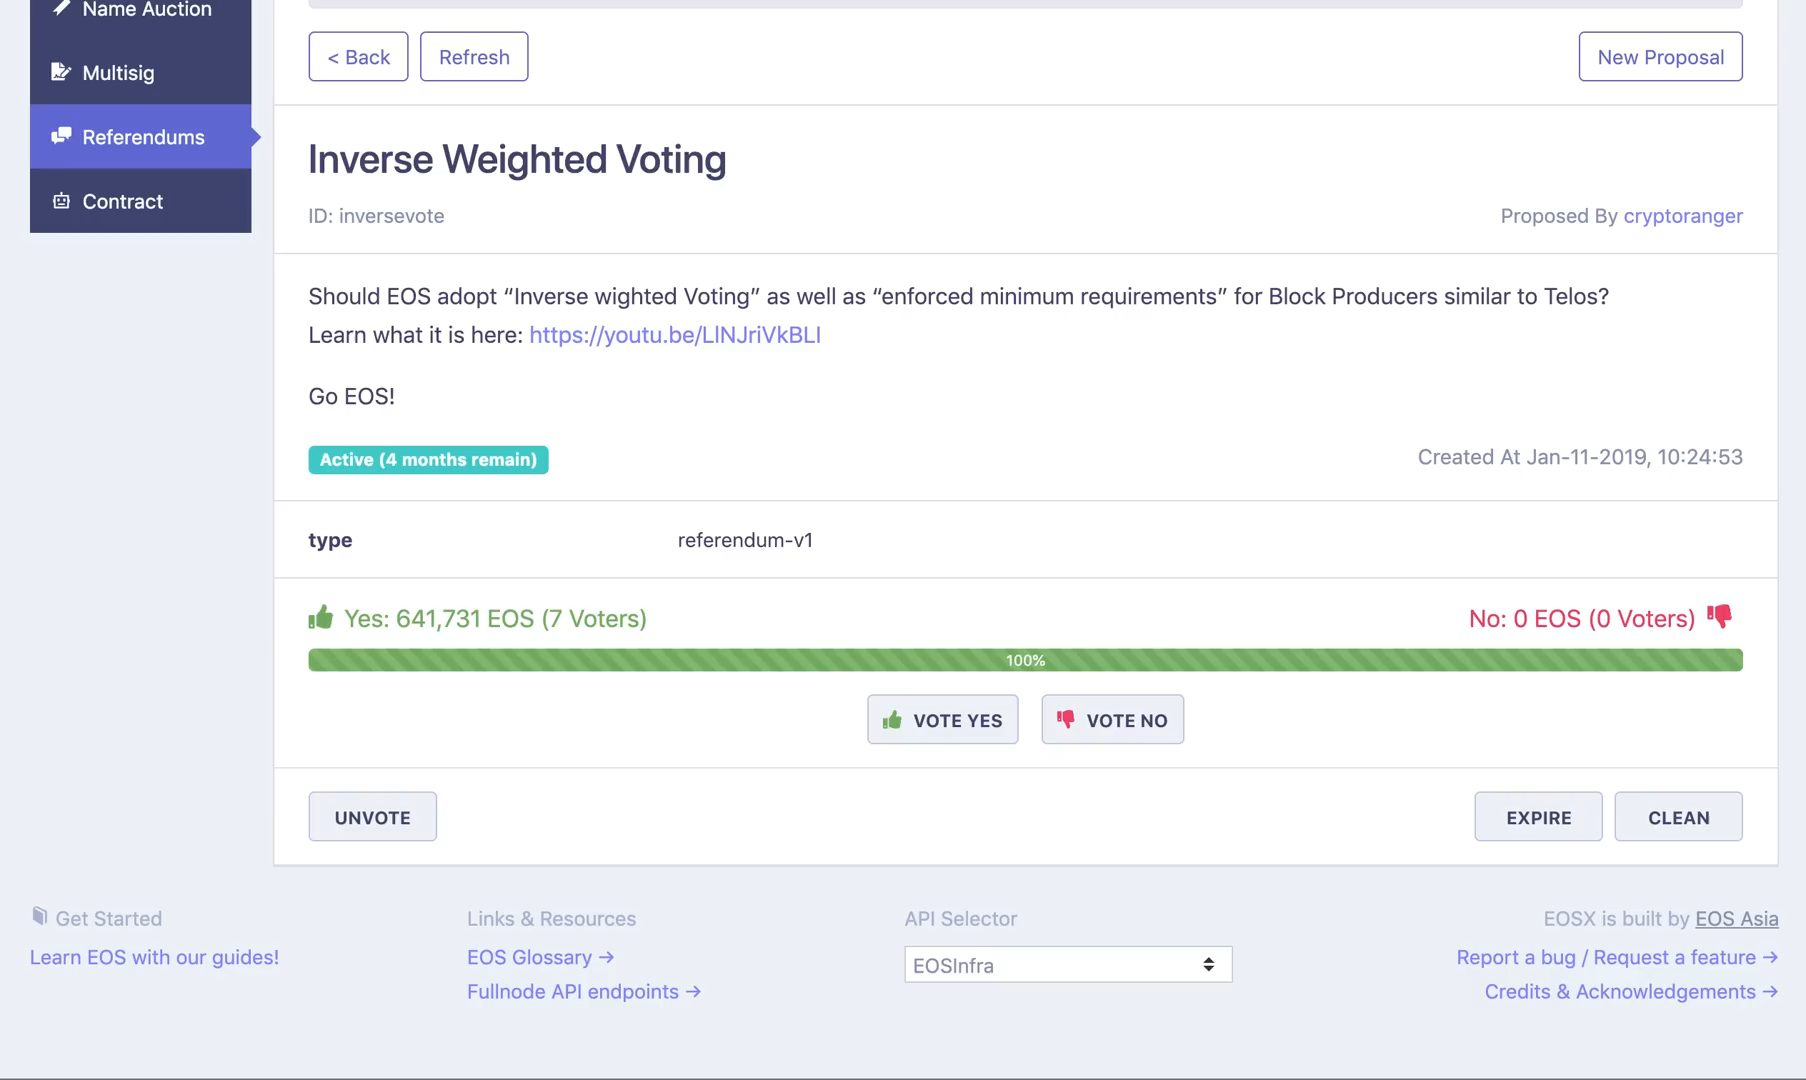 Name Auction
Multisig
Referendums
Contract
< Back
Refresh
New Proposal
Inverse Weighted Voting
ID: inversevote
Proposed By cryptoranger
Should EOS adopt “Inverse wighted Voting” as well as “enforced minimum requirements” for Block Producers similar to Telos?
Learn what it is here: https://youtu.be/LlNJriVkBLI
Go EOS!
Active (4 months remain)
Created At Jan-11-2019, 10:24:53
type
referendum-v1
Yes: 641,731 EOS (7 Voters)
No: 0 EOS (0 Voters)
100%
VOTE YES
VOTE NO
UNVOTE
EXPIRE
CLEAN
Get Started
Learn EOS with our guides!
Links & Resources
EOS Glossary →
Fullnode API endpoints →
API Selector
EOSInfra
EOSX is built by EOS Asia
Report a bug / Request a feature →
Credits & Acknowledgements →